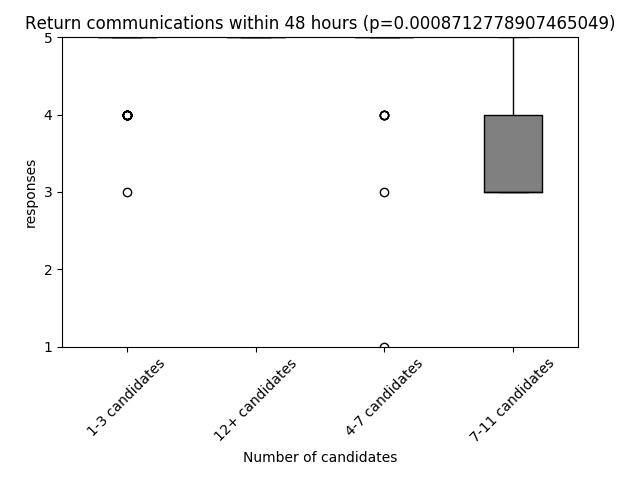 Return communications within 48 hours (p=0.0008712778907465049)
5
4
3
2
1
responses
1-3 candidates
12+ candidates
4-7 candidates
7-11 candidates
Number of candidates